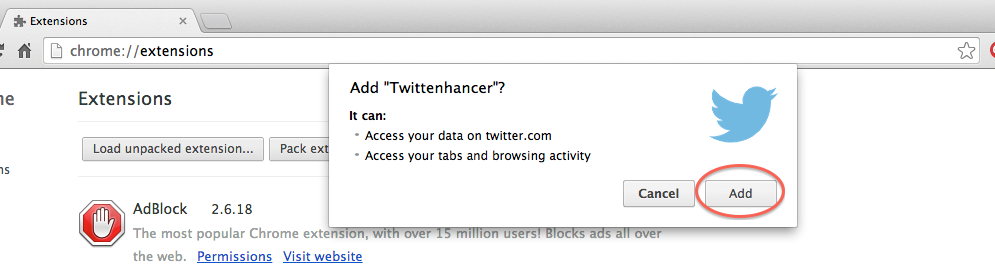 Extensions
chrome://extensions
me
Extensions
Add "Twittenhancer"?
It can:
Access your data on twitter.com
Access your tabs and browsing activity
Load unpacked extension...
Pack ext
ns
Cancel
Add
AdBlock 2.6.18
The most popular Chrome extension, with over 15 million users! Blocks ads all over
the web. Permissions Visit website